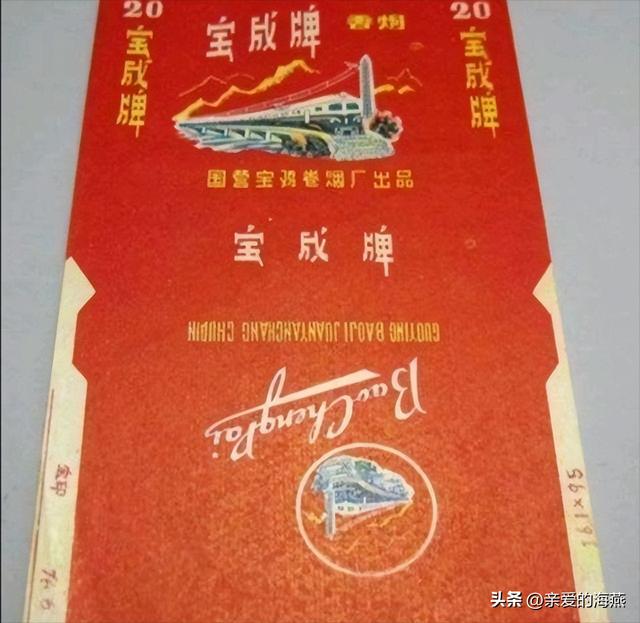 20
宝成牌
宝成牌 香烟
20
宝成牌
国营宝鸡卷烟厂出品
宝成牌
GUOYING BAOJI JUANYANCHANG CHUPIN
BaoChengPai
161×95
头条 @亲爱的海燕